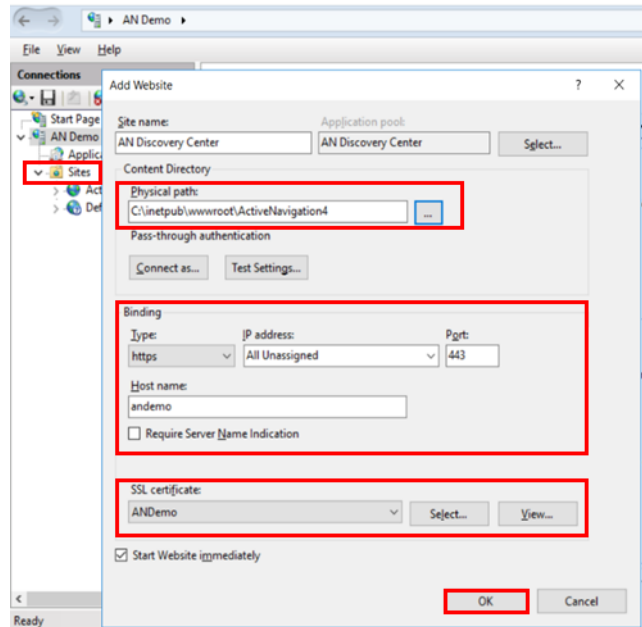 AN Demo
File View Help
Connections
Start Page
AN Demo
Applica
Sites
Act
Def
Add Website
? ×
Site name:
Application pool:
AN Discovery Center
AN Discovery Center
Select...
Content Directory
Physical path:
C:\inetpub\wwwroot\ActiveNavigation4
...
Pass-through authentication
Connect as...
Test Settings...
Binding
Type:
IP address:
Port:
https
All Unassigned
443
Host name:
andemo
Require Server Name Indication
SSL certificate:
ANDemo
Select...
View...
Start Website immediately
OK
Cancel
Ready